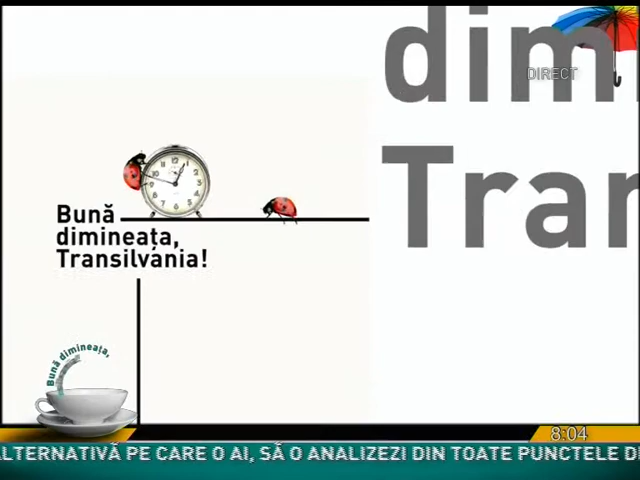 dim
Tran
DIRECT
Bună
dimineața,
Transilvania!
Bună dimineața,
8:04
ALTERNATIVĂ PE CARE O AI, SĂ O ANALIZEZI DIN TOATE PUNCTELE D